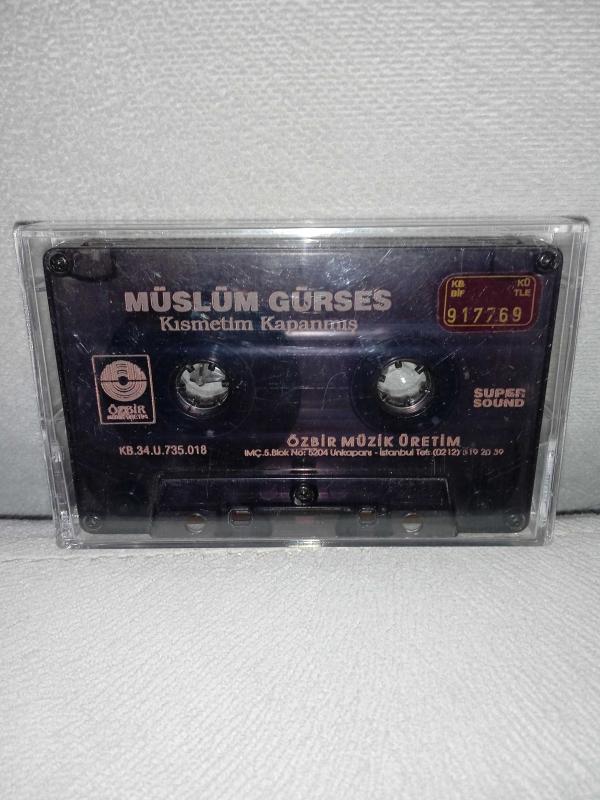 MÜSLÜM GÜRSES
Kısmetim Kapanmış
KB KÜ
BİF TLE
917769
ÖZBİR
SUPER
SOUND
KB.34.U.735.018
ÖZBİR MÜZİK ÜRETİM
İMÇ.5.Blok No: 5204 Unkapanı - İstanbul Tel: (0212) 519 20 39